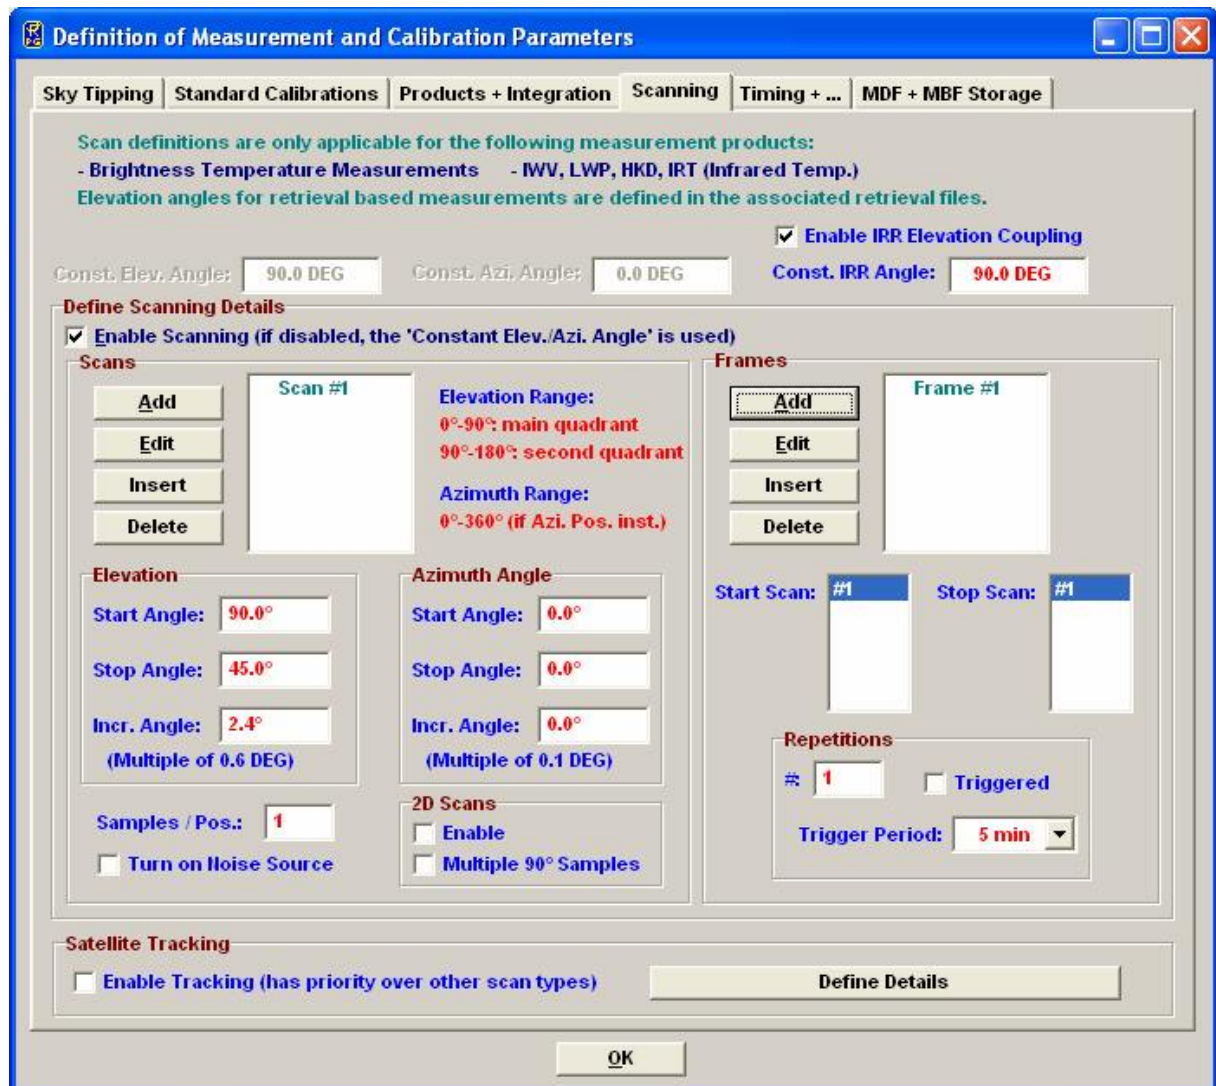 Definition of Measurement and Calibration Parameters
Sky Tipping Standard Calibrations Products + Integration Scanning Timing + ... MDF + MBF Storage
Scan definitions are only applicable for the following measurement products:
- Brightness Temperature Measurements - IWV, LWP, HKD, IRT (Infrared Temp.)
Elevation angles for retrieval based measurements are defined in the associated retrieval files.
Enable IRR Elevation Coupling
Const. Elev. Angle: 90.0 DEG Const. Azi. Angle: 0.0 DEG Const. IRR Angle: 90.0 DEG
Define Scanning Details
Enable Scanning (if disabled, the 'Constant Elev./Azi. Angle' is used)
Scans
Add
Edit
Insert
Delete
Scan #1
Elevation Range:
0°-90°: main quadrant
90°-180°: second quadrant
Azimuth Range:
0°-360° (if Azi. Pos. inst.)
Elevation
Start Angle: 90.0°
Stop Angle: 45.0°
Incr. Angle: 2.4°
(Multiple of 0.6 DEG)
Azimuth Angle
Start Angle: 0.0°
Stop Angle: 0.0°
Incr. Angle: 0.0°
(Multiple of 0.1 DEG)
Samples / Pos.: 1
Turn on Noise Source
2D Scans
Enable
Multiple 90° Samples
Frames
Add
Edit
Insert
Delete
Frame #1
Start Scan: #1 Stop Scan: #1
Repetitions
#: 1 Triggered
Trigger Period: 5 min
Satellite Tracking
Enable Tracking (has priority over other scan types) Define Details
OK